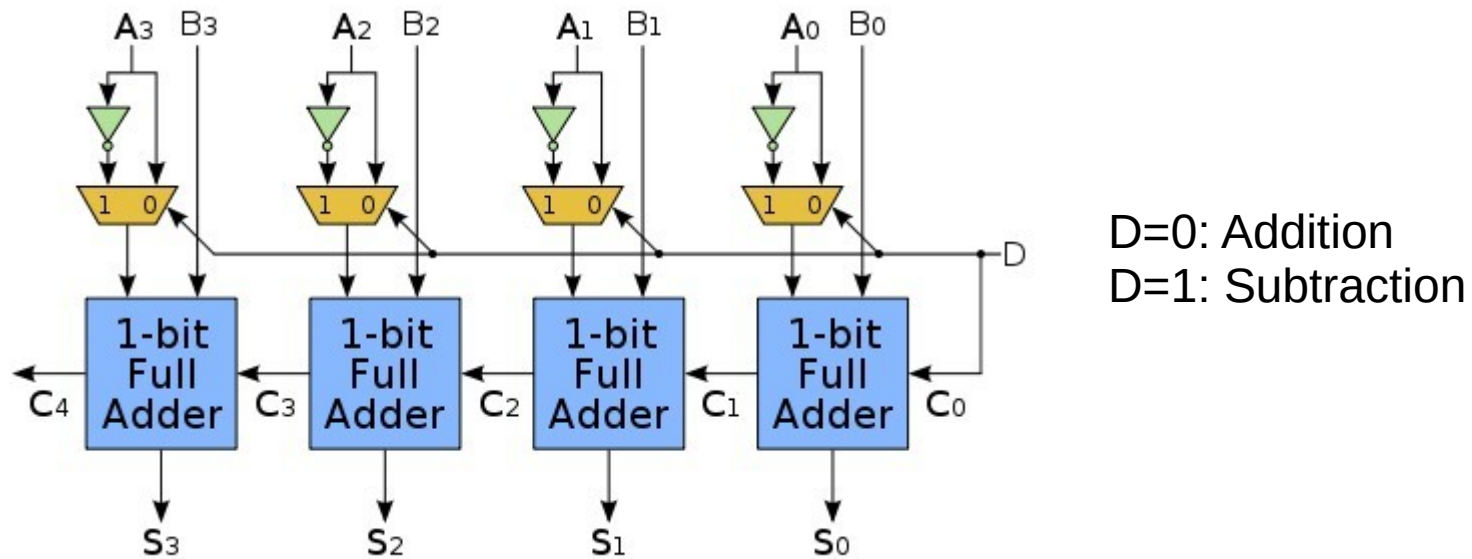 A3 B3 A2 B2 A1 B1 A0 B0
1 0 1 0 1 0 1 0
D
D=0: Addition
D=1: Subtraction
1-bit Full Adder
1-bit Full Adder
1-bit Full Adder
1-bit Full Adder
C4 C3 C2 C1 C0
S3 S2 S1 S0